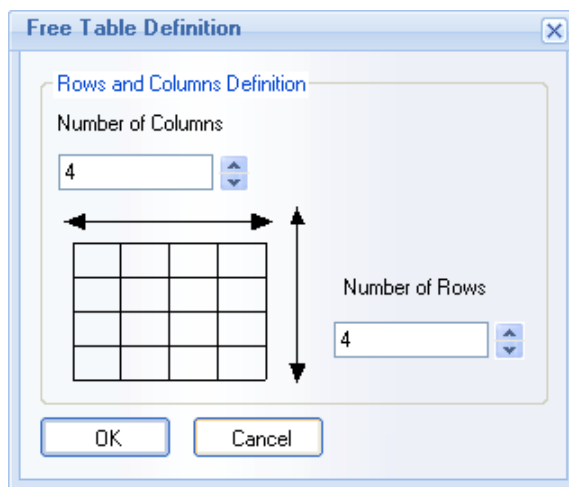 Free Table Definition
Rows and Columns Definition
Number of Columns
4
Number of Rows
4
OK
Cancel